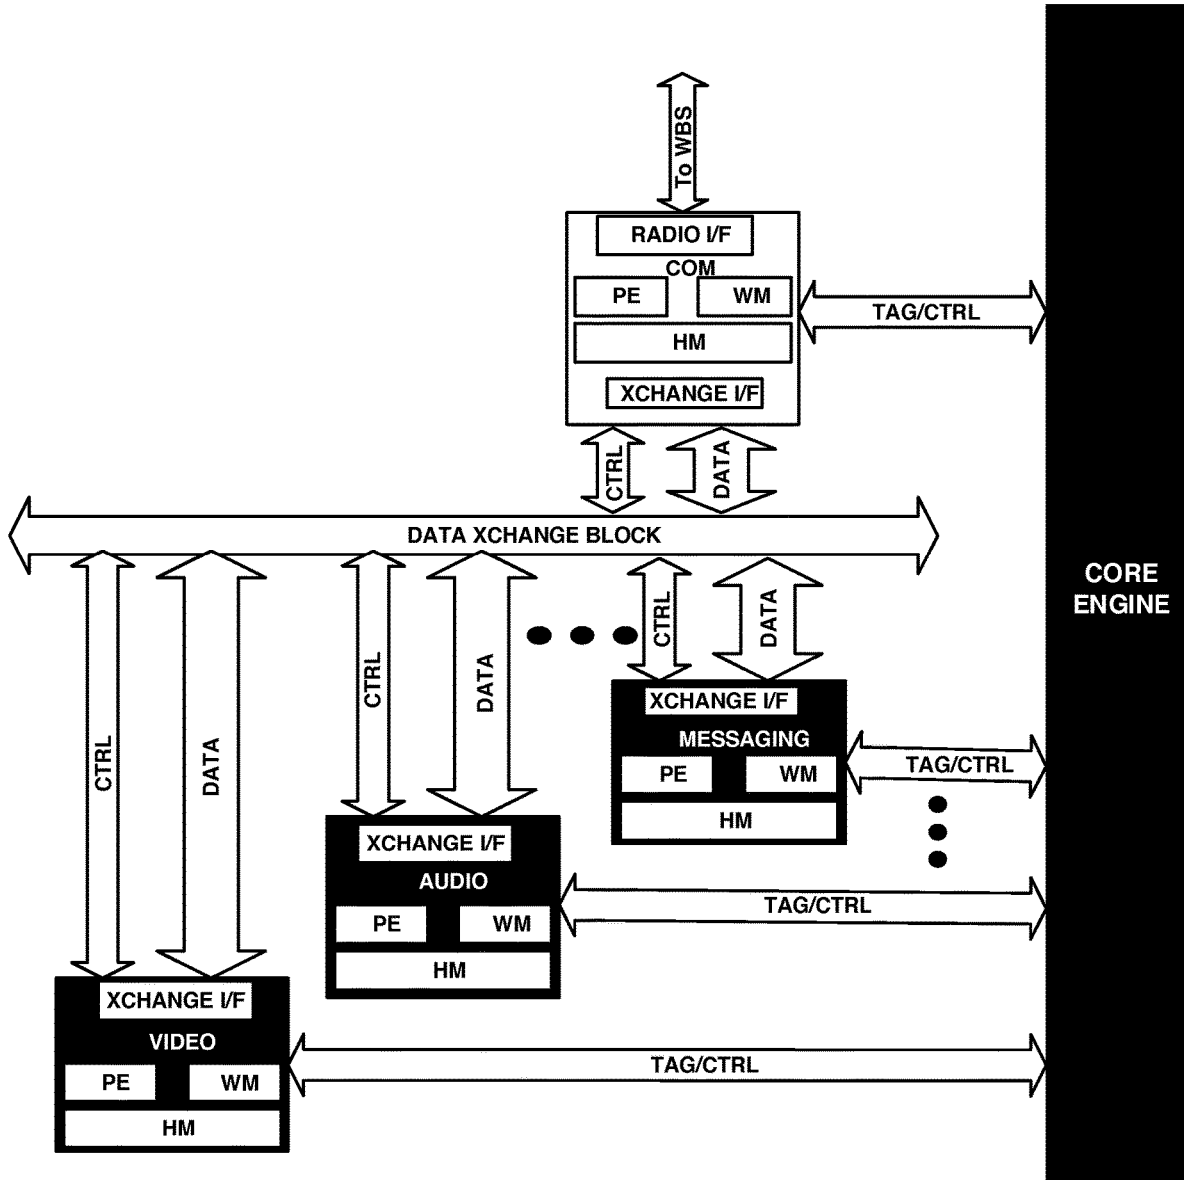 To WBS
RADIO I/F
COM
PE
WM
HM
XCHANGE I/F
TAG/CTRL
CTRL
DATA
DATA XCHANGE BLOCK
CORE
ENGINE
CTRL
DATA
CTRL
DATA
CTRL
DATA
XCHANGE I/F
MESSAGING
PE
WM
HM
TAG/CTRL
XCHANGE I/F
AUDIO
PE
WM
HM
TAG/CTRL
XCHANGE I/F
VIDEO
PE
WM
HM
TAG/CTRL